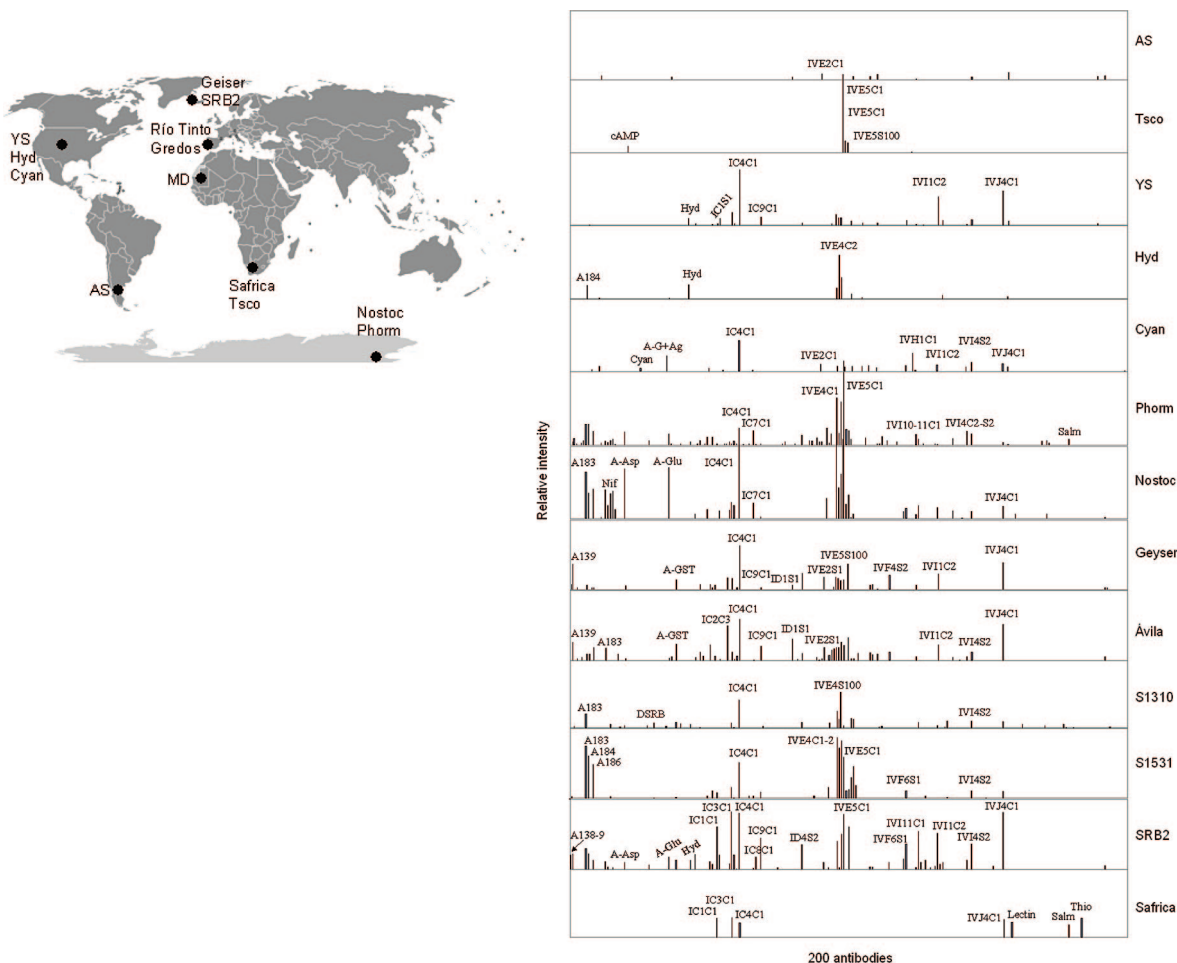 Geiser
SRB2
Río Tinto
Gredos
YS
Hyd
Cyan
MD
Safrica
Tsco
AS
Nostoc
Phorm
Relative intensity
IVE2C1
AS
IVE5C1
IVE5C1
cAMP
IVE5S100
Tsco
IC4C1
Hyd
IC1S1
IC9C1
IVI1C2
IVJ4C1
YS
A184
Hyd
IVE4C2
Hyd
Cyan
A-G+Ag
IC4C1
IVE2C1
IVH1C1
IVI1C2
IVI4S2
IVJ4C1
Cyan
IC4C1
IC7C1
IVE4C1
IVE5C1
IVI10-11C1
IVI4C2-S2
Salm
Phorm
A183
Nif
A-Asp
A-Glu
IC4C1
IC7C1
IVJ4C1
Nostoc
A139
A-GST
IC4C1
IC9C1
ID1S1
IVE2S1
IVE5S100
IVF4S2
IVI1C2
IVJ4C1
Geyser
A139
A183
A-GST
IC2C3
IC4C1
IC9C1
ID1S1
IVE2S1
IVI1C2
IVI4S2
IVJ4C1
Ávila
A183
DSRB
IC4C1
IVE4S100
IVI4S2
S1310
A183
A184
A186
IC4C1
IVE4C1-2
IVE5C1
IVF6S1
IVI4S2
S1531
A138-9
A-Asp
A-Glu
Hyd
IC1C1
IC3C1
IC4C1
IC9C1
IC8C1
ID4S2
IVE5C1
IVF6S1
IVI11C1
IVI1C2
IVI4S2
IVJ4C1
SRB2
IC1C1
IC3C1
IC4C1
IVJ4C1
Lectin
Salm
Thio
Safrica
200 antibodies